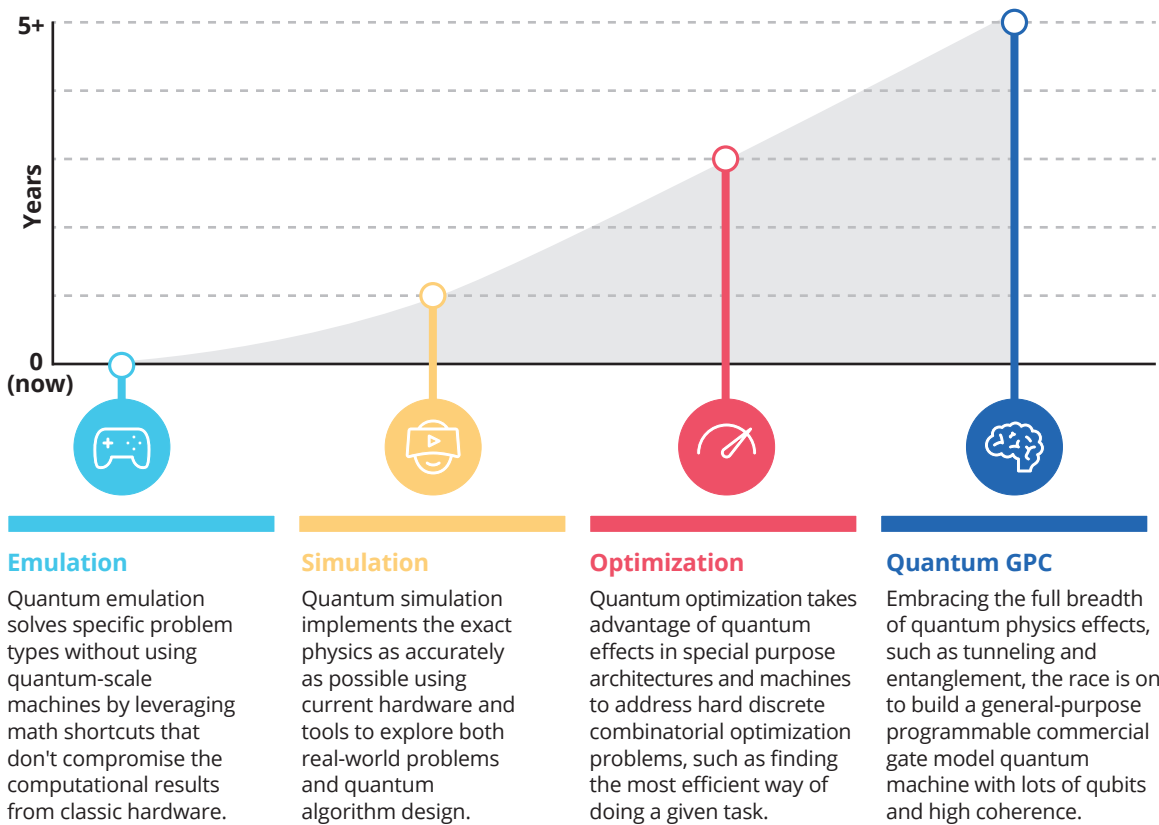 5+
Years
0
(now)
Emulation
Quantum emulation
solves specific problem
types without using
quantum-scale
machines by leveraging
math shortcuts that
don't compromise the
computational results
from classic hardware.
Simulation
Quantum simulation
implements the exact
physics as accurately
as possible using
current hardware and
tools to explore both
real-world problems
and quantum
algorithm design.
Optimization
Quantum optimization takes
advantage of quantum
effects in special purpose
architectures and machines
to address hard discrete
combinatorial optimization
problems, such as finding
the most efficient way of
doing a given task.
Quantum GPC
Embracing the full breadth
of quantum physics effects,
such as tunneling and
entanglement, the race is on
to build a general-purpose
programmable commercial
gate model quantum
machine with lots of qubits
and high coherence.